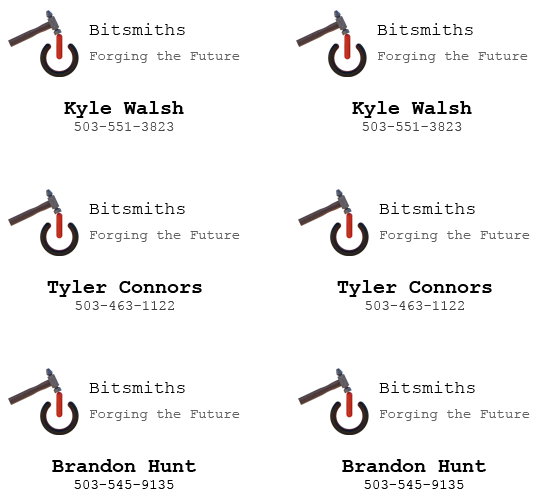 Bitsmiths
Forging the Future
Kyle Walsh
503-551-3823
Bitsmiths
Forging the Future
Kyle Walsh
503-551-3823
Bitsmiths
Forging the Future
Tyler Connors
503-463-1122
Bitsmiths
Forging the Future
Tyler Connors
503-463-1122
Bitsmiths
Forging the Future
Brandon Hunt
503-545-9135
Bitsmiths
Forging the Future
Brandon Hunt
503-545-9135